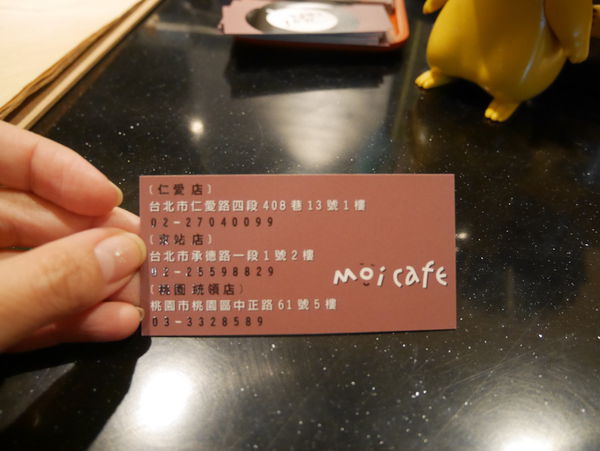 (仁愛店)
台北市仁愛路四段408巷13號1樓
02-27040099
(京站店)
台北市承德路一段1號2樓
02-25598829
(桃園統領店)
桃園市桃園區中正路61號5樓
03-3328589
moi cafe